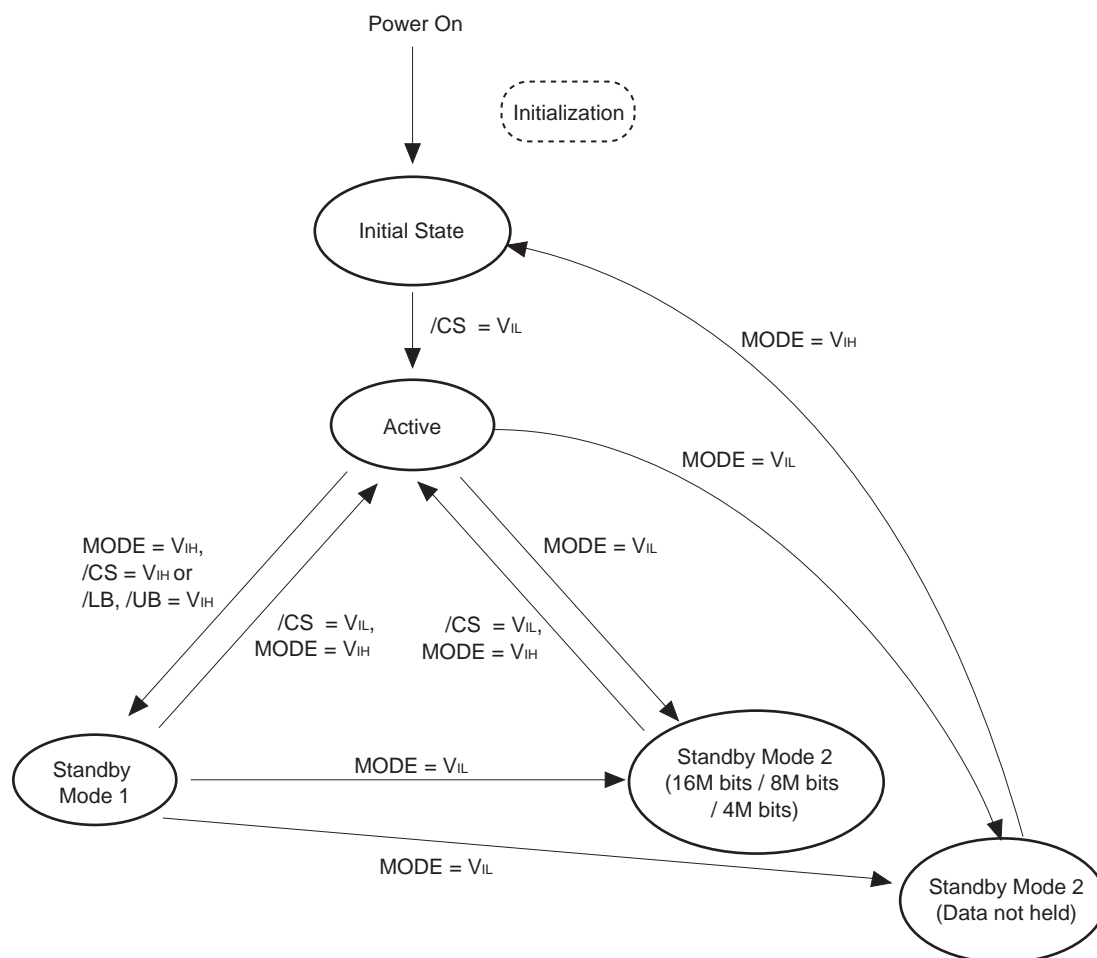 Power On
Initialization
Initial State
/CS = VIL
MODE = VIH
Active
MODE = VIL
MODE = VIH,
/CS = VIH or
/LB, /UB = VIH
MODE = VIL
/CS = VIL,
MODE = VIH
/CS = VIL,
MODE = VIH
Standby
Mode 1
MODE = VIL
Standby Mode 2
(16M bits / 8M bits
/ 4M bits)
MODE = VIL
Standby Mode 2
(Data not held)